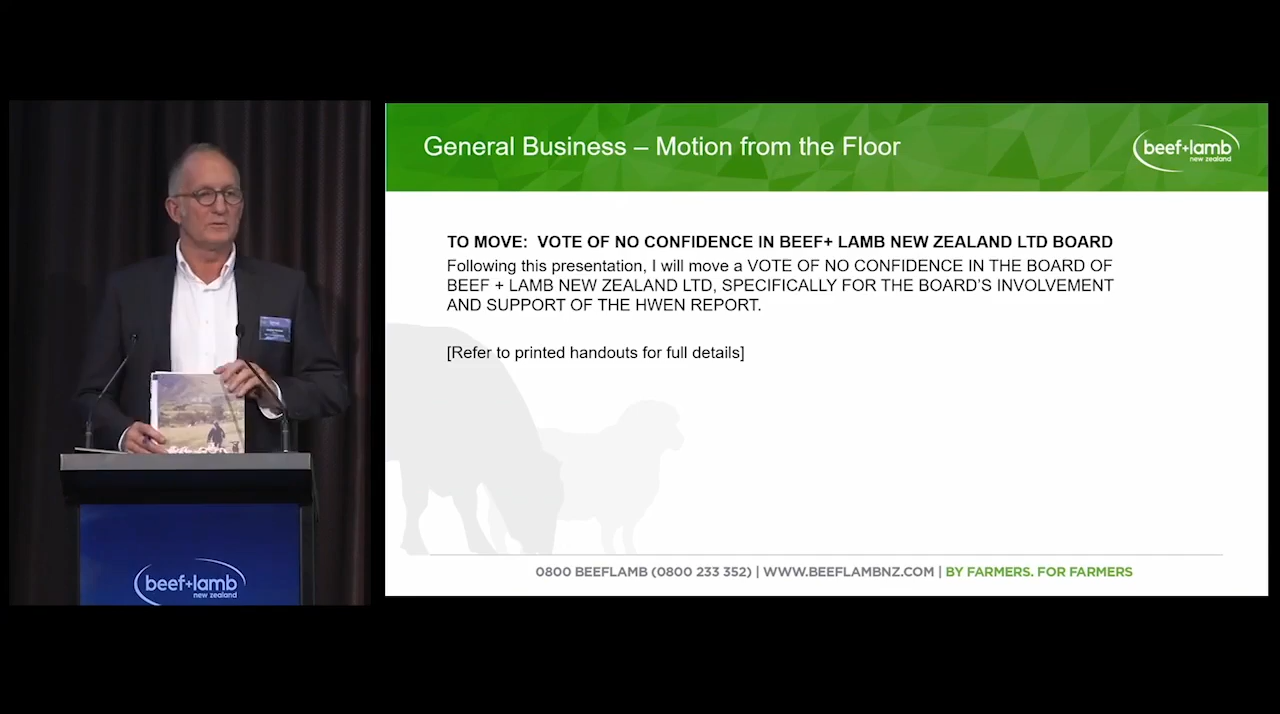 General Business – Motion from the Floor
beef+lamb
new zealand
TO MOVE:  VOTE OF NO CONFIDENCE IN BEEF+ LAMB NEW ZEALAND LTD BOARD
Following this presentation, I will move a VOTE OF NO CONFIDENCE IN THE BOARD OF
BEEF + LAMB NEW ZEALAND LTD, SPECIFICALLY FOR THE BOARD'S INVOLVEMENT
AND SUPPORT OF THE HWEN REPORT.
[Refer to printed handouts for full details]
0800 BEEFLAMB (0800 233 352) | WWW.BEEFLAMBNZ.COM | BY FARMERS. FOR FARMERS
beef+lamb
new zealand